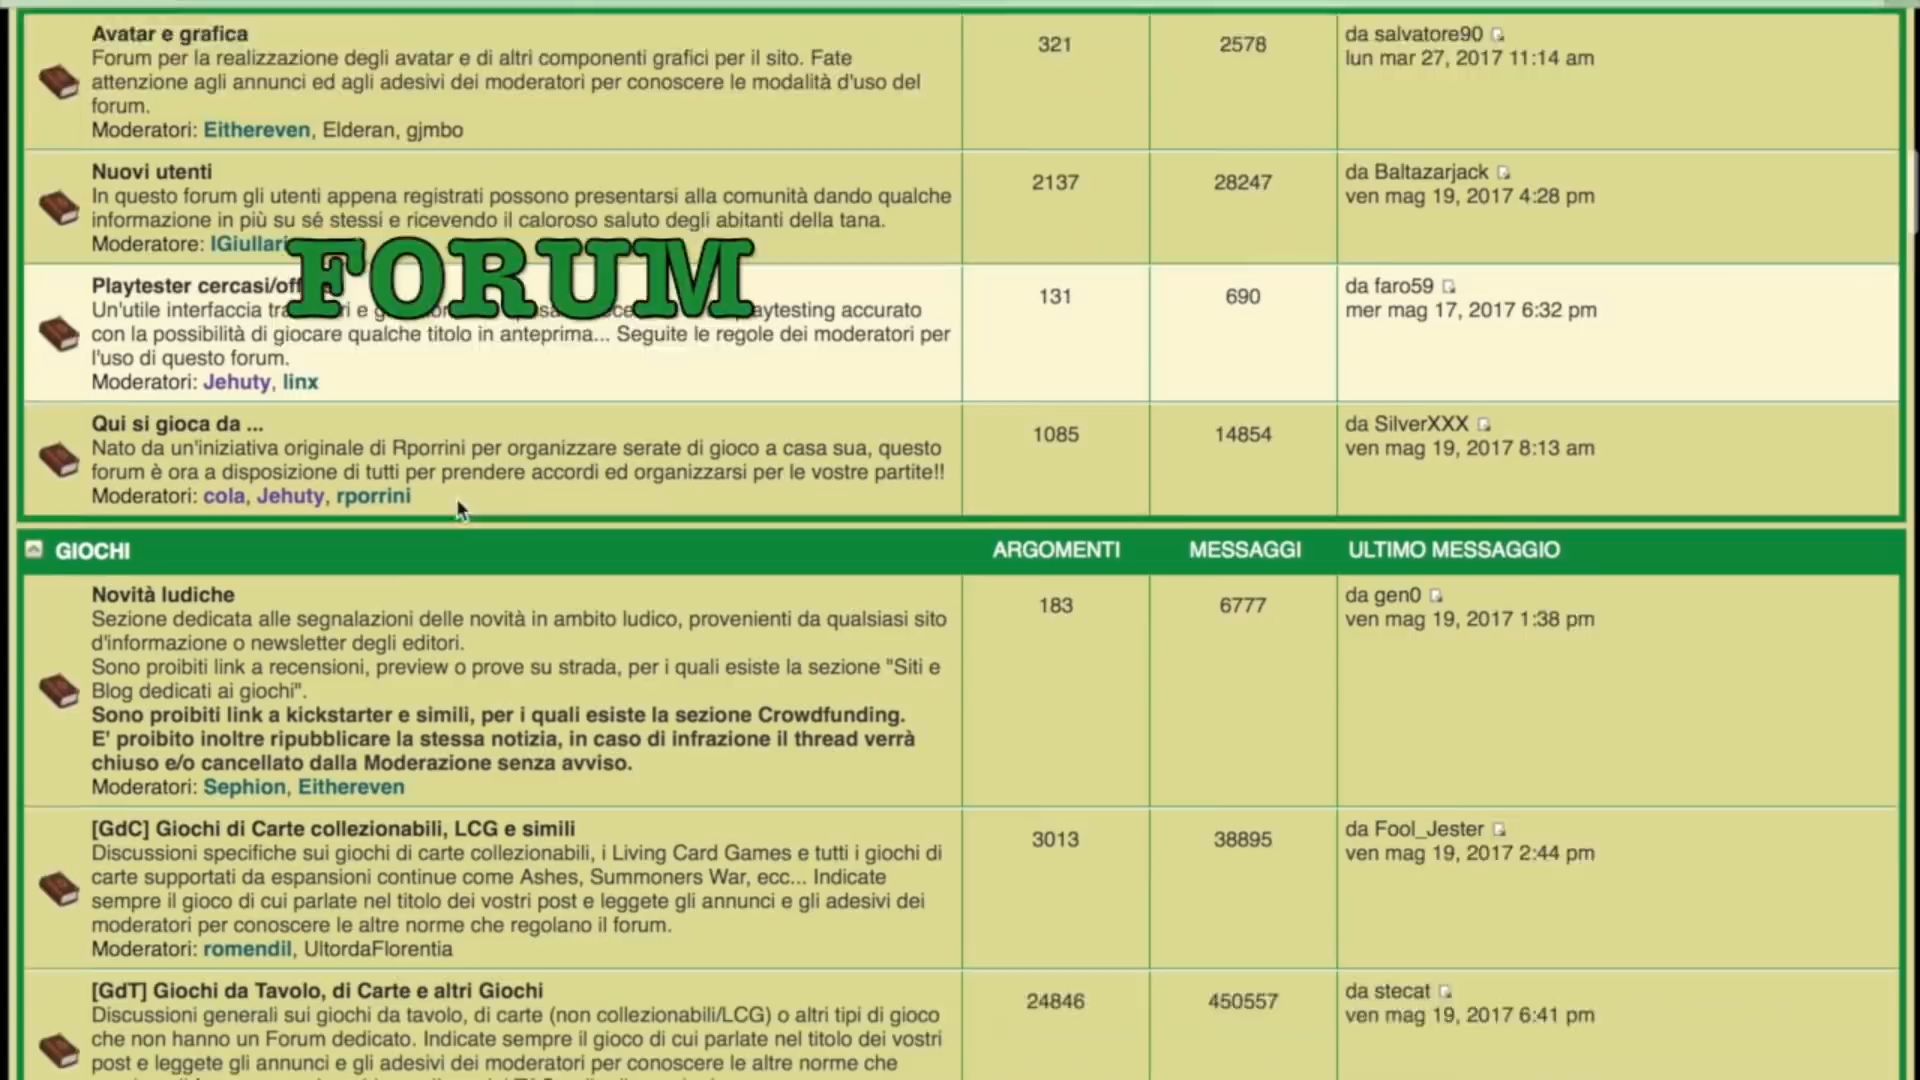 Avatar e grafica
Forum per la realizzazione degli avatar e di altri componenti grafici per il sito. Fate
attenzione agli annunci ed agli adesivi dei moderatori per conoscere le modalità d'uso del
forum.
Moderatori: Eithereven, Elderan, gjmbo
321
2578
da salvatore90
lun mar 27, 2017 11:14 am
Nuovi utenti
In questo forum gli utenti appena registrati possono presentarsi alla comunità dando qualche
informazione in più su sé stessi e ricevendo il caloroso saluto degli abitanti della tana.
Moderatore: IGiullari
2137
28247
da Baltazarjack
ven mag 19, 2017 4:28 pm
FORUM
Playtester cercasi/
Un'utile interfaccia accurato
con la possibilità di giocare qualche titolo in anteprima... Seguite le regole dei moderatori per
l'uso di questo forum.
Moderatori: Jehuty, linx
131
690
da faro59
mer mag 17, 2017 6:32 pm
Qui si gioca da ...
Nato da un'iniziativa originale di Rporrini per organizzare serate di gioco a casa sua, questo
forum è ora a disposizione di tutti per prendere accordi ed organizzarsi per le vostre partite!!
Moderatori: cola, Jehuty, rporrini
1085
14854
da SilverXXX
ven mag 19, 2017 8:13 am
GIOCHI
ARGOMENTI
MESSAGGI
ULTIMO MESSAGGIO
Novità ludiche
Sezione dedicata alle segnalazioni delle novità in ambito ludico, provenienti da qualsiasi sito
d'informazione o newsletter degli editori.
Sono proibiti link a recensioni, preview o prove su strada, per i quali esiste la sezione "Siti e
Blog dedicati ai giochi".
Sono proibiti link a kickstarter e simili, per i quali esiste la sezione Crowdfunding.
E' proibito inoltre ripubblicare la stessa notizia, in caso di infrazione il thread verrà
chiuso e/o cancellato dalla Moderazione senza avviso.
Moderatori: Sephion, Eithereven
183
6777
da gen0
ven mag 19, 2017 1:38 pm
[GdC] Giochi di Carte collezionabili, LCG e simili
Discussioni specifiche sui giochi di carte collezionabili, i Living Card Games e tutti i giochi di
carte supportati da espansioni continue come Ashes, Summoners War, ecc... Indicate
sempre il gioco di cui parlate nel titolo dei vostri post e leggete gli annunci e gli adesivi dei
moderatori per conoscere le altre norme che regolano il forum.
Moderatori: romendil, UltordaFlorentia
3013
38895
da Fool_Jester
ven mag 19, 2017 2:44 pm
[GdT] Giochi da Tavolo, di Carte e altri Giochi
Discussioni generali sui giochi da tavolo, di carte (non collezionabili/LCG) o altri tipi di gioco
che non hanno un Forum dedicato. Indicate sempre il gioco di cui parlate nel titolo dei vostri
post e leggete gli annunci e gli adesivi dei moderatori per conoscere le altre norme che
24846
450557
da stecat
ven mag 19, 2017 6:41 pm